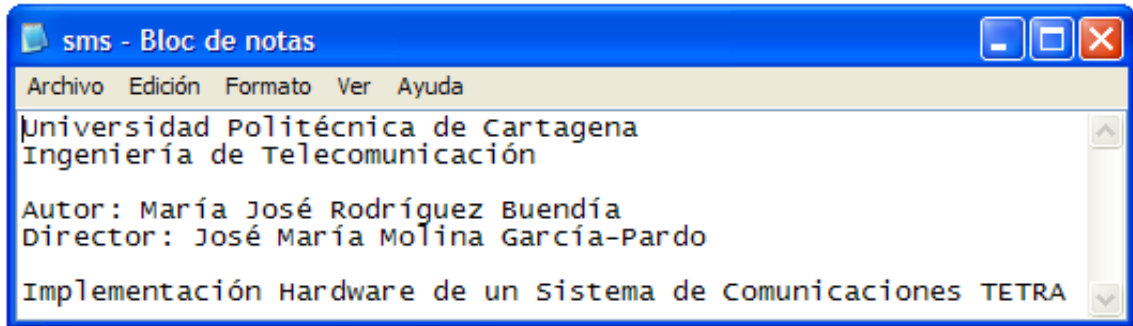 sms - Bloc de notas
Archivo Edición Formato Ver Ayuda
Universidad Politécnica de Cartagena
Ingeniería de Telecomunicación
Autor: María José Rodríguez Buendía
Director: José María Molina García-Pardo
Implementación Hardware de un Sistema de Comunicaciones TETRA